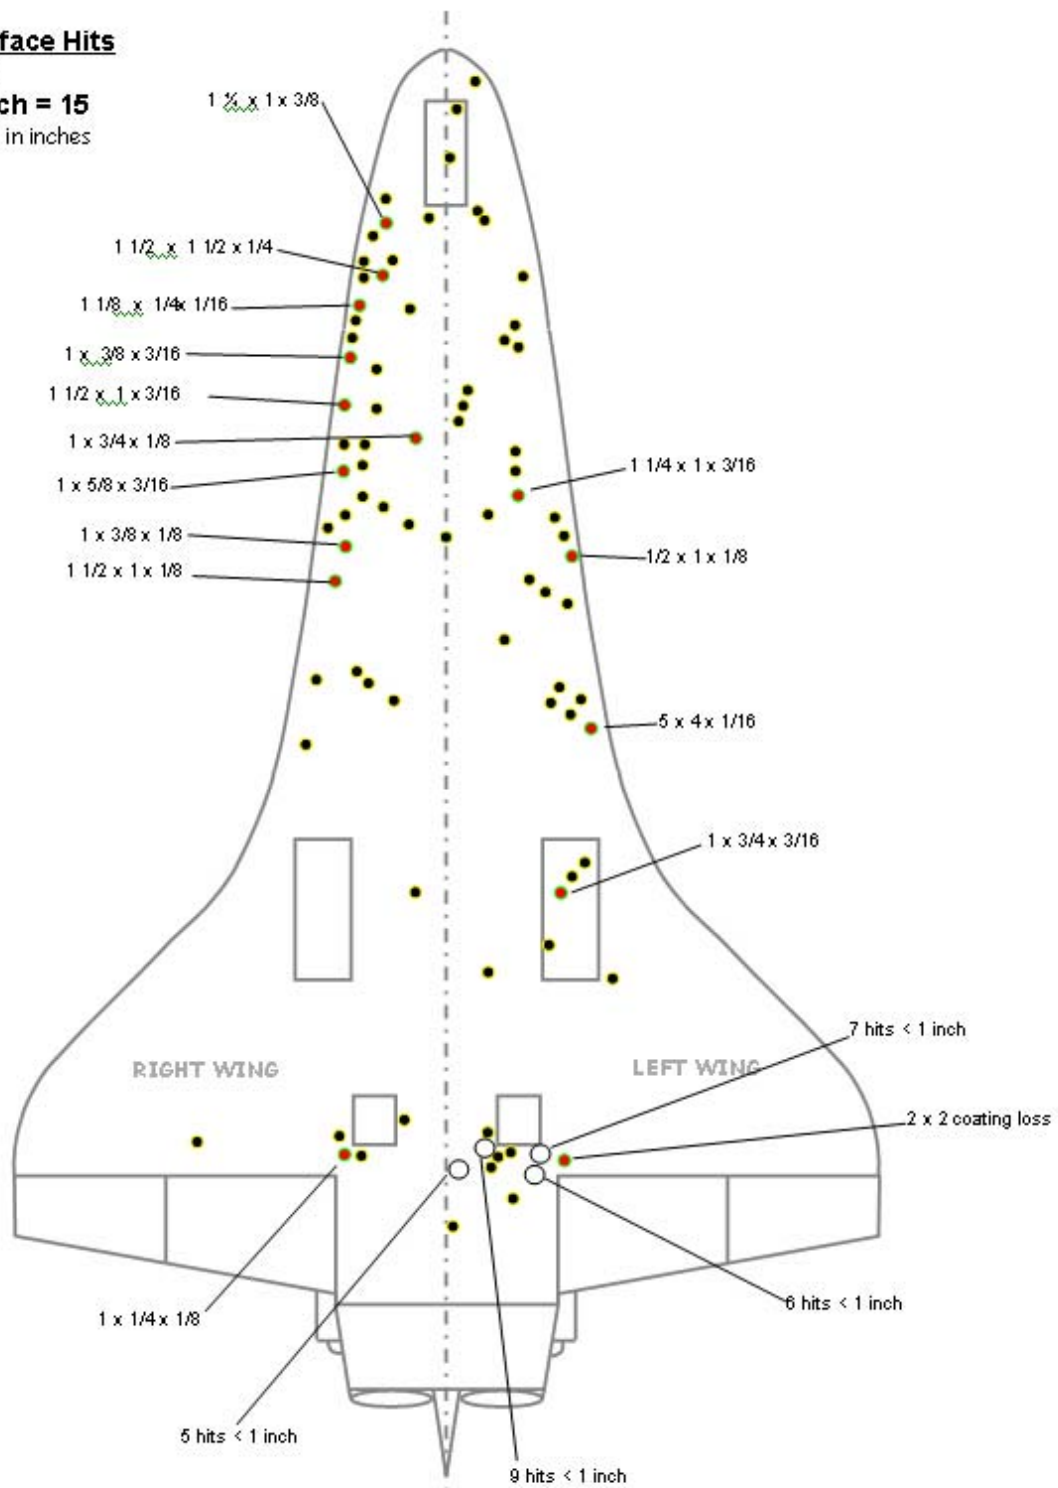 face Hits
ch = 15
in inches
1 ¾ x 1 x 3/8
1 1/2 x 1 1/2 x 1/4
1 1/8 x 1/4x 1/16
1 x 3/8 x 3/16
1 1/2 x 1 x 3/16
1 x 3/4 x 1/8
1 x 5/8 x 3/16
1 x 3/8 x 1/8
1 1/2 x 1 x 1/8
1 1/4 x 1 x 3/16
1/2 x 1 x 1/8
5 x 4 x 1/16
1 x 3/4 x 3/16
7 hits < 1 inch
RIGHT WING
LEFT WING
2 x 2 coating loss
6 hits < 1 inch
1 x 1/4 x 1/8
5 hits < 1 inch
9 hits < 1 inch